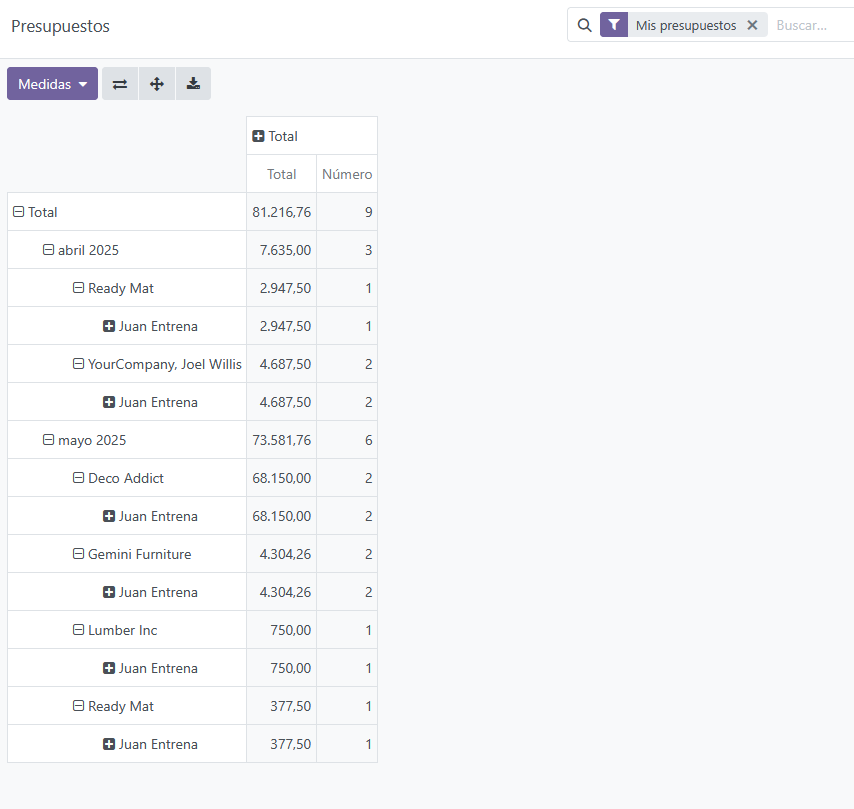 Presupuestos
Mis presupuestos Buscar...
Medidas
Total
Total Número
Total 81.216,76 9
abril 2025 7.635,00 3
Ready Mat 2.947,50 1
Juan Entrena 2.947,50 1
YourCompany, Joel Willis 4.687,50 2
Juan Entrena 4.687,50 2
mayo 2025 73.581,76 6
Deco Addict 68.150,00 2
Juan Entrena 68.150,00 2
Gemini Furniture 4.304,26 2
Juan Entrena 4.304,26 2
Lumber Inc 750,00 1
Juan Entrena 750,00 1
Ready Mat 377,50 1
Juan Entrena 377,50 1